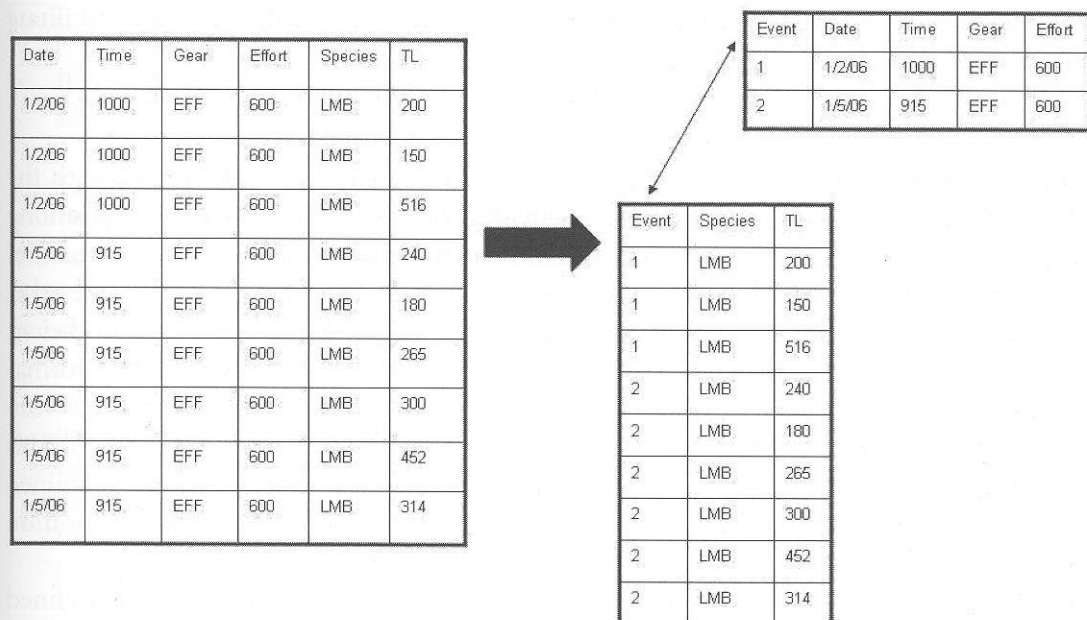 Date Time Gear Effort Species TL
1/2/06 1000 EFF 600 LMB 200
1/2/06 1000 EFF 600 LMB 150
1/2/06 1000 EFF 600 LMB 516
1/5/06 915 EFF 600 LMB 240
1/5/06 915 EFF 600 LMB 180
1/5/06 915 EFF 600 LMB 265
1/5/06 915 EFF 600 LMB 300
1/5/06 915 EFF 600 LMB 452
1/5/06 915 EFF 600 LMB 314
Event Date Time Gear Effort
1 1/2/06 1000 EFF 600
2 1/5/06 915 EFF 600
Event Species TL
1 LMB 200
1 LMB 150
1 LMB 516
2 LMB 240
2 LMB 180
2 LMB 265
2 LMB 300
2 LMB 452
2 LMB 314